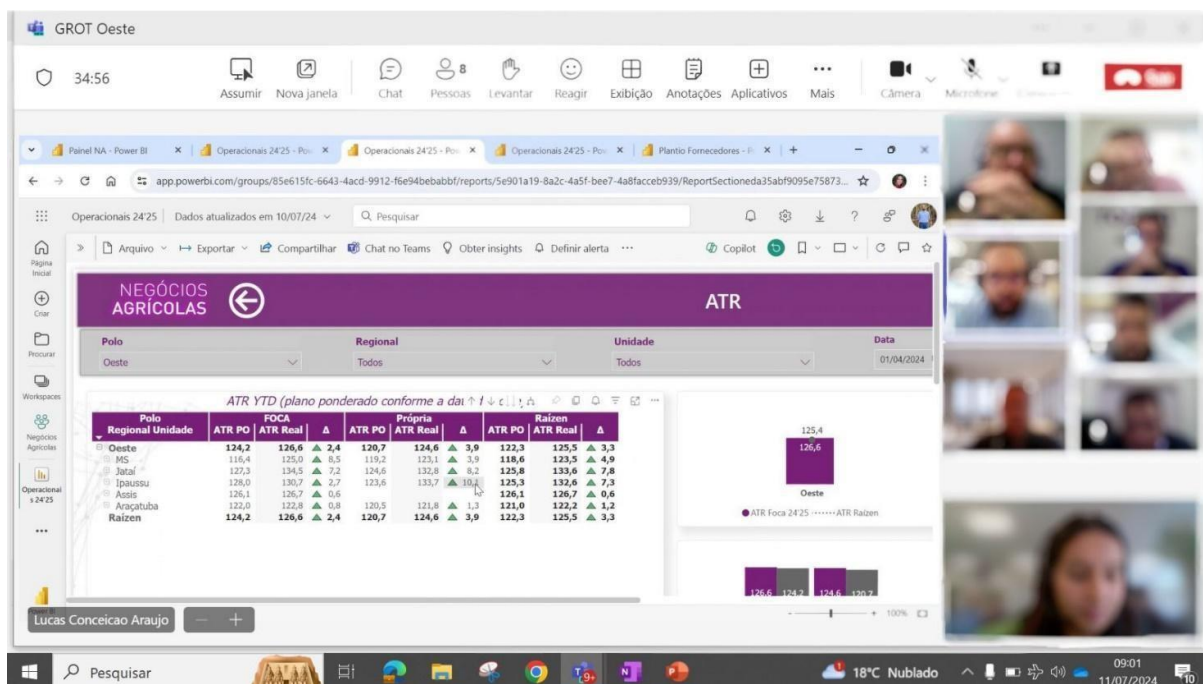 GROT Oeste
34:56
Assumir Nova janela Chat Pessoas 8 Levantar Reagir Exibição Anotações Aplicativos Mais Câmera Microfone
Painel NA - Power BI Operacionais 24'25 - Pow Operacionais 24'25 - Pow Operacionais 24'25 - Pow Plantio Fornecedores - P
app.powerbi.com/groups/85e615fc-6643-4acd-9912-f6e94bebabbf/reports/5e901a19-8a2c-4a5f-bee7-4a8facceb939/ReportSectioneda35abf9095e75873...
Operacionais 24'25 Dados atualizados em 10/07/24 Pesquisar
Arquivo Exportar Compartilhar Chat no Teams Obter insights Definir alerta ... Copilot
Página Inicial
Criar
Procurar
Workspaces
Negócios Agrícolas
Operacionais 24'25
Power BI
NEGÓCIOS
AGRÍCOLAS
ATR
Polo Regional Unidade Data
Oeste Todos Todos 01/04/2024
ATR YTD (plano ponderado conforme a dat
Polo FOCA Própria Raízen
Regional Unidade ATR PO ATR Real Δ ATR PO ATR Real Δ ATR PO ATR Real Δ
Oeste 124,2 126,6 ▲ 2,4 120,7 124,6 ▲ 3,9 122,3 125,5 ▲ 3,3
MS 116,4 125,0 ▲ 8,5 119,2 123,1 ▲ 3,9 118,6 123,5 ▲ 4,9
Jataí 127,3 134,5 ▲ 7,2 124,6 132,8 ▲ 8,2 125,8 133,6 ▲ 7,8
Ipaussu 128,0 130,7 ▲ 2,7 123,6 133,7 ▲ 10,1 125,3 132,6 ▲ 7,3
Assis 126,1 126,7 ▲ 0,6 126,1 126,7 ▲ 0,6
Araçatuba 122,0 122,8 ▲ 0,8 120,5 121,8 ▲ 1,3 121,0 122,2 ▲ 1,2
Raízen 124,2 126,6 ▲ 2,4 120,7 124,6 ▲ 3,9 122,3 125,5 ▲ 3,3
125,4
126,6
Oeste
ATR Foca 24'25 ATR Raízen
126,6 124,2 124,6 120,7
100%
Lucas Conceicao Araujo
Pesquisar
18°C Nublado
09:01
11/07/2024